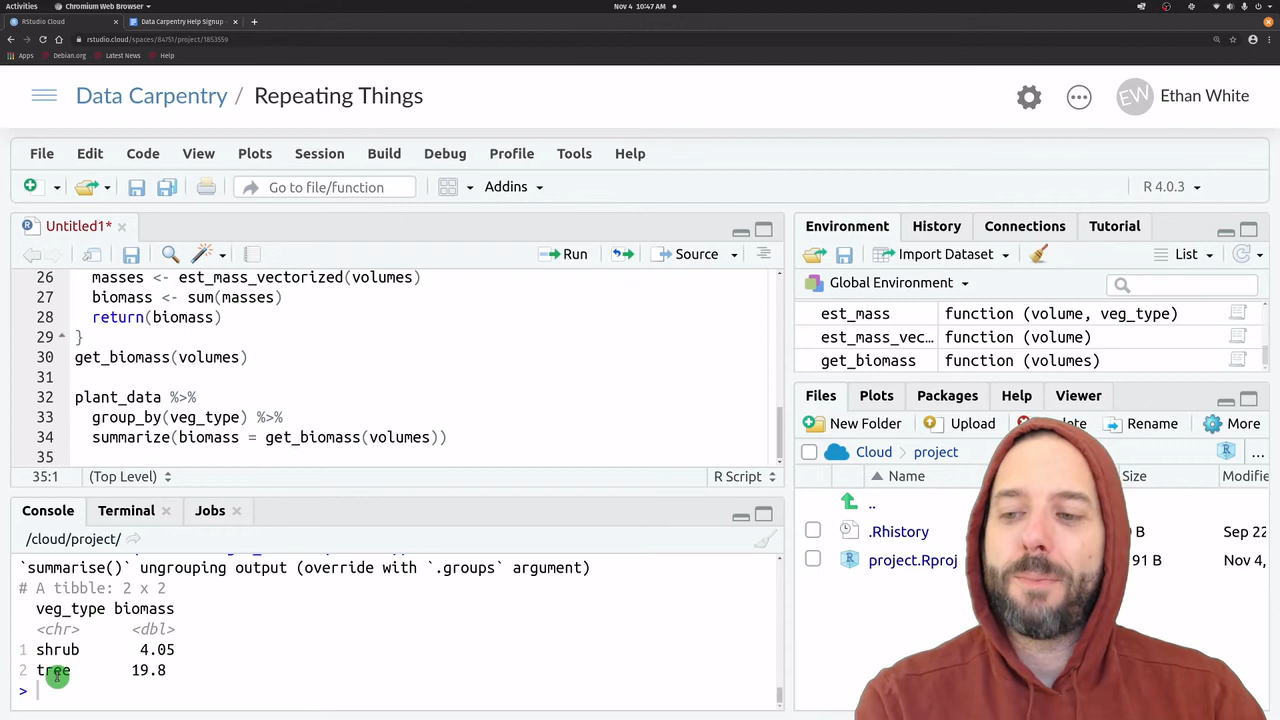 Activities
Chromium Web Browser
Nov 4 10:47 AM
RStudio Cloud
Data Carpentry Help Signup
rstudio.cloud/spaces/84751/project/1853559
Apps
Debian.org
Latest News
Help
Data Carpentry / Repeating Things
EW
Ethan White
File Edit Code View Plots Session Build Debug Profile Tools Help
Go to file/function
Addins
R 4.0.3
Untitled1*
Run
Source
26 masses <- est_mass_vectorized(volumes)
27 biomass <- sum(masses)
28 return(biomass)
29 }
30 get_biomass(volumes)
31
32 plant_data %>%
33 group_by(veg_type) %>%
34 summarize(biomass = get_biomass(volumes))
35
35:1 (Top Level)
R Script
Console Terminal Jobs
/cloud/project/
`summarise()` ungrouping output (override with `.groups` argument)
# A tibble: 2 x 2
veg_type biomass
<chr> <dbl>
1 shrub 4.05
2 tree 19.8
>
Environment History Connections Tutorial
Import Dataset
List
Global Environment
est_mass function (volume, veg_type)
est_mass_vec… function (volume)
get_biomass function (volumes)
Files Plots Packages Help Viewer
New Folder Upload Rename More
Cloud project
...
Name Size
..
.Rhistory Sep 22
project.Rproj 91 B Nov 4,